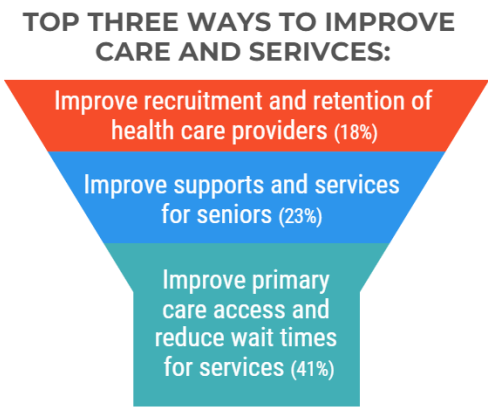 TOP THREE WAYS TO IMPROVE
CARE AND SERIVCES:
Improve recruitment and retention of
health care providers (18%)
Improve supports and services
for seniors (23%)
Improve primary
care access and
reduce wait times
for services (41%)